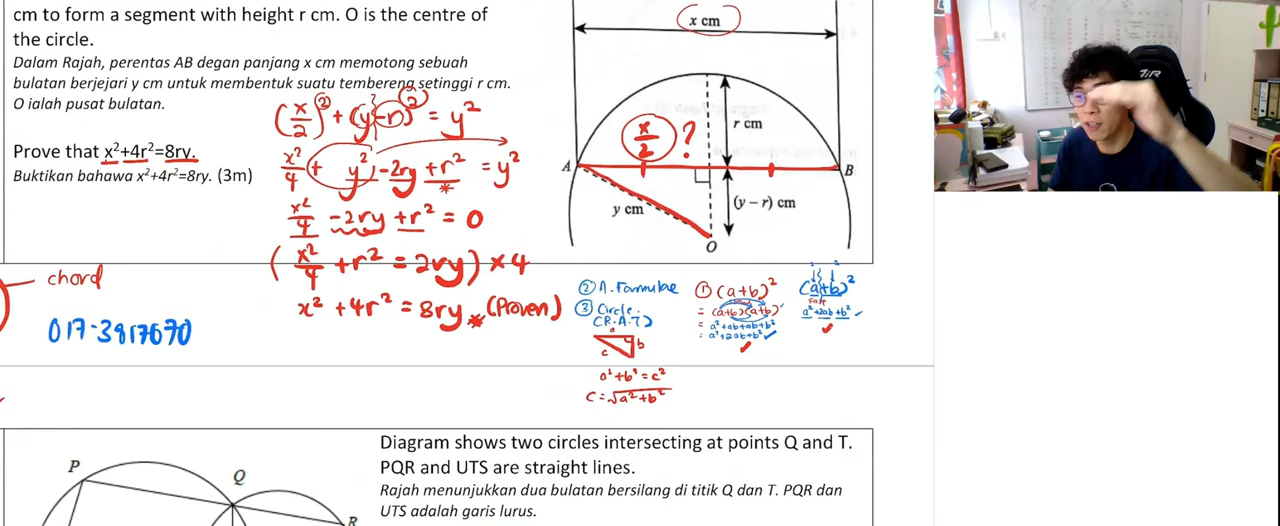 cm to form a segment with height r cm. O is the centre of
the circle.
Dalam Rajah, perentas AB degan panjang x cm memotong sebuah
bulatan berjejari y cm untuk membentuk suatu tembereng setinggi r cm.
O ialah pusat bulatan.
Prove that x²+4r²=8ry.
Buktikan bahawa x²+4r²=8ry. (3m)
(x/2)² + (y-r)² = y²
x²/4 + y² -2ry + r² = y²
x²/4 -2ry + r² = 0
(x²/4 + r² = 2ry) × 4
x² + 4r² = 8ry (Proven)
x cm
r cm
x/2 ?
A
B
y cm
(y – r) cm
O
chord
017-3817670
② A. Formulae
③ Circle
(R.A.T)
a
b
c
a² + b² = c²
c = √a² + b²
① (a+b)²
= (a+b)(a+b)
= a²+ab+ab+b²
= a²+2ab+b²
(a+b)²
Fast
a²+2ab+b²
Diagram shows two circles intersecting at points Q and T.
PQR and UTS are straight lines.
Rajah menunjukkan dua bulatan bersilang di titik Q dan T. PQR dan
UTS adalah garis lurus.
P
Q
R